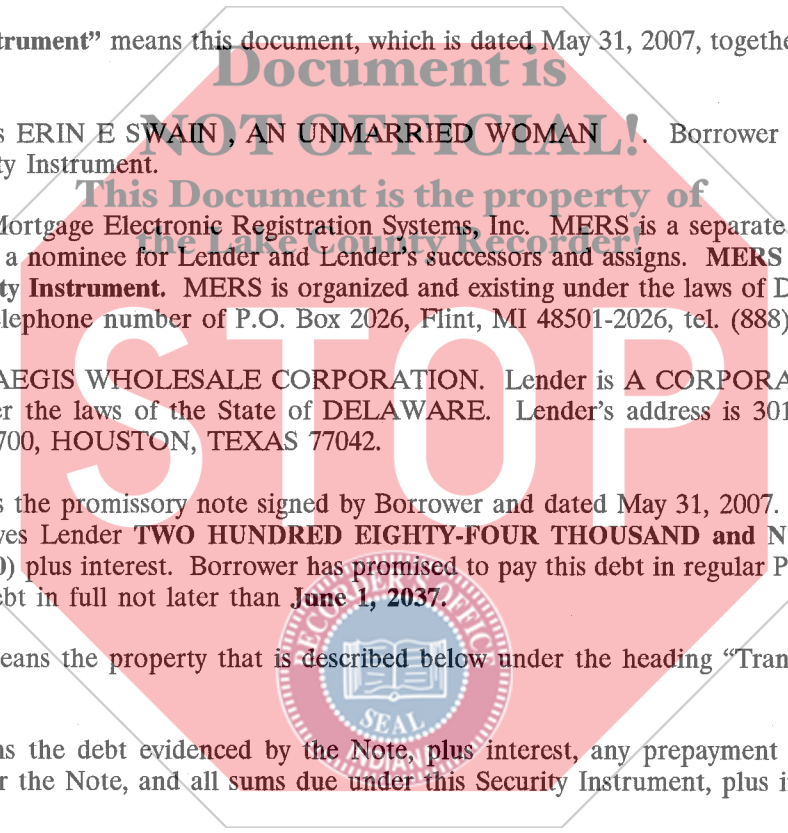 trument” means this document, which is dated May 31, 2007, togethe
Document is
s ERIN E SWAIN , AN UNMARRIED WOMAN . Borrower
NOT OFFICIAL!
ty Instrument.
This Document is the property of
Mortgage Electronic Registration Systems, Inc. MERS is a separate
the Lake County Recorder!
a nominee for Lender and Lender's successors and assigns. MERS
ty Instrument. MERS is organized and existing under the laws of D
elephone number of P.O. Box 2026, Flint, MI 48501-2026, tel. (888)
STOP
AEGIS WHOLESALE CORPORATION. Lender is A CORPORA
er the laws of the State of DELAWARE. Lender's address is 301
700, HOUSTON, TEXAS 77042.
s the promissory note signed by Borrower and dated May 31, 2007.
ves Lender TWO HUNDRED EIGHTY-FOUR THOUSAND and N
0) plus interest. Borrower has promised to pay this debt in regular P
ebt in full not later than June 1, 2037.
RECORDER'S OFFICE
eans the property that is described below under the heading “Tran
SEAL
INDIANA
ns the debt evidenced by the Note, plus interest, any prepayment
r the Note, and all sums due under this Security Instrument, plus i